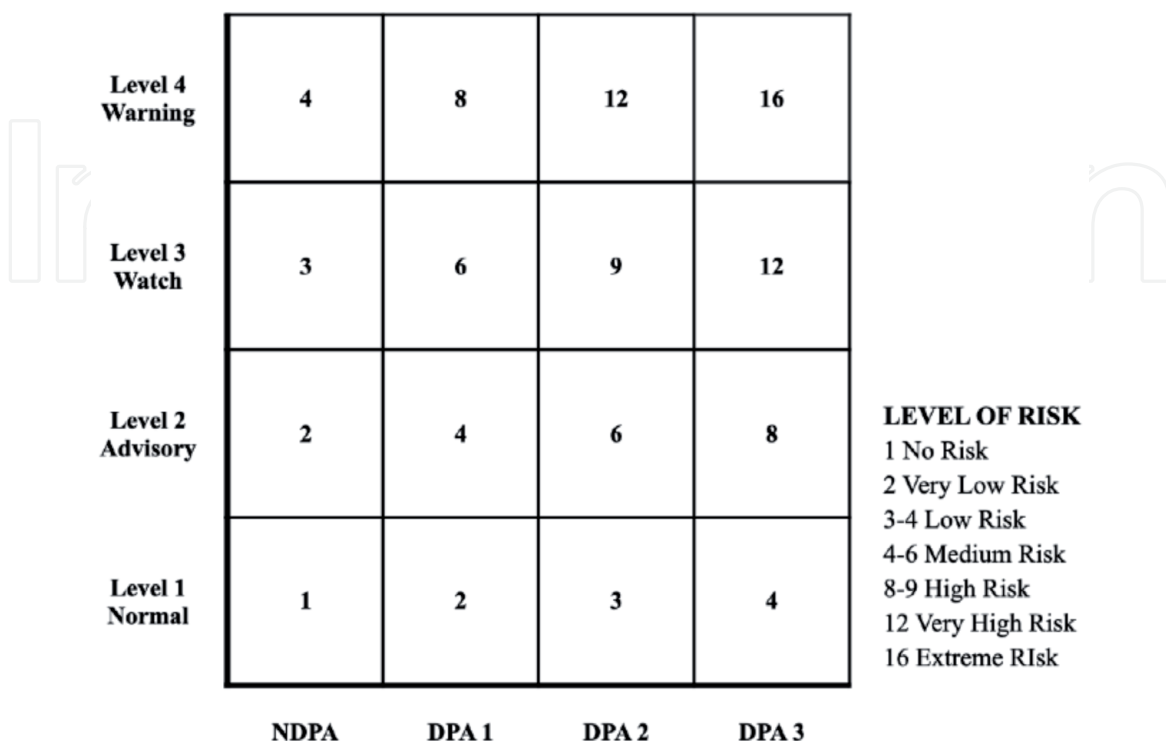 Level 4
Warning
4 8 12 16
Level 3
Watch
3 6 9 12
Level 2
Advisory
2 4 6 8
Level 1
Normal
1 2 3 4
NDPA DPA 1 DPA 2 DPA 3
LEVEL OF RISK
1 No Risk
2 Very Low Risk
3-4 Low Risk
4-6 Medium Risk
8-9 High Risk
12 Very High Risk
16 Extreme RIsk